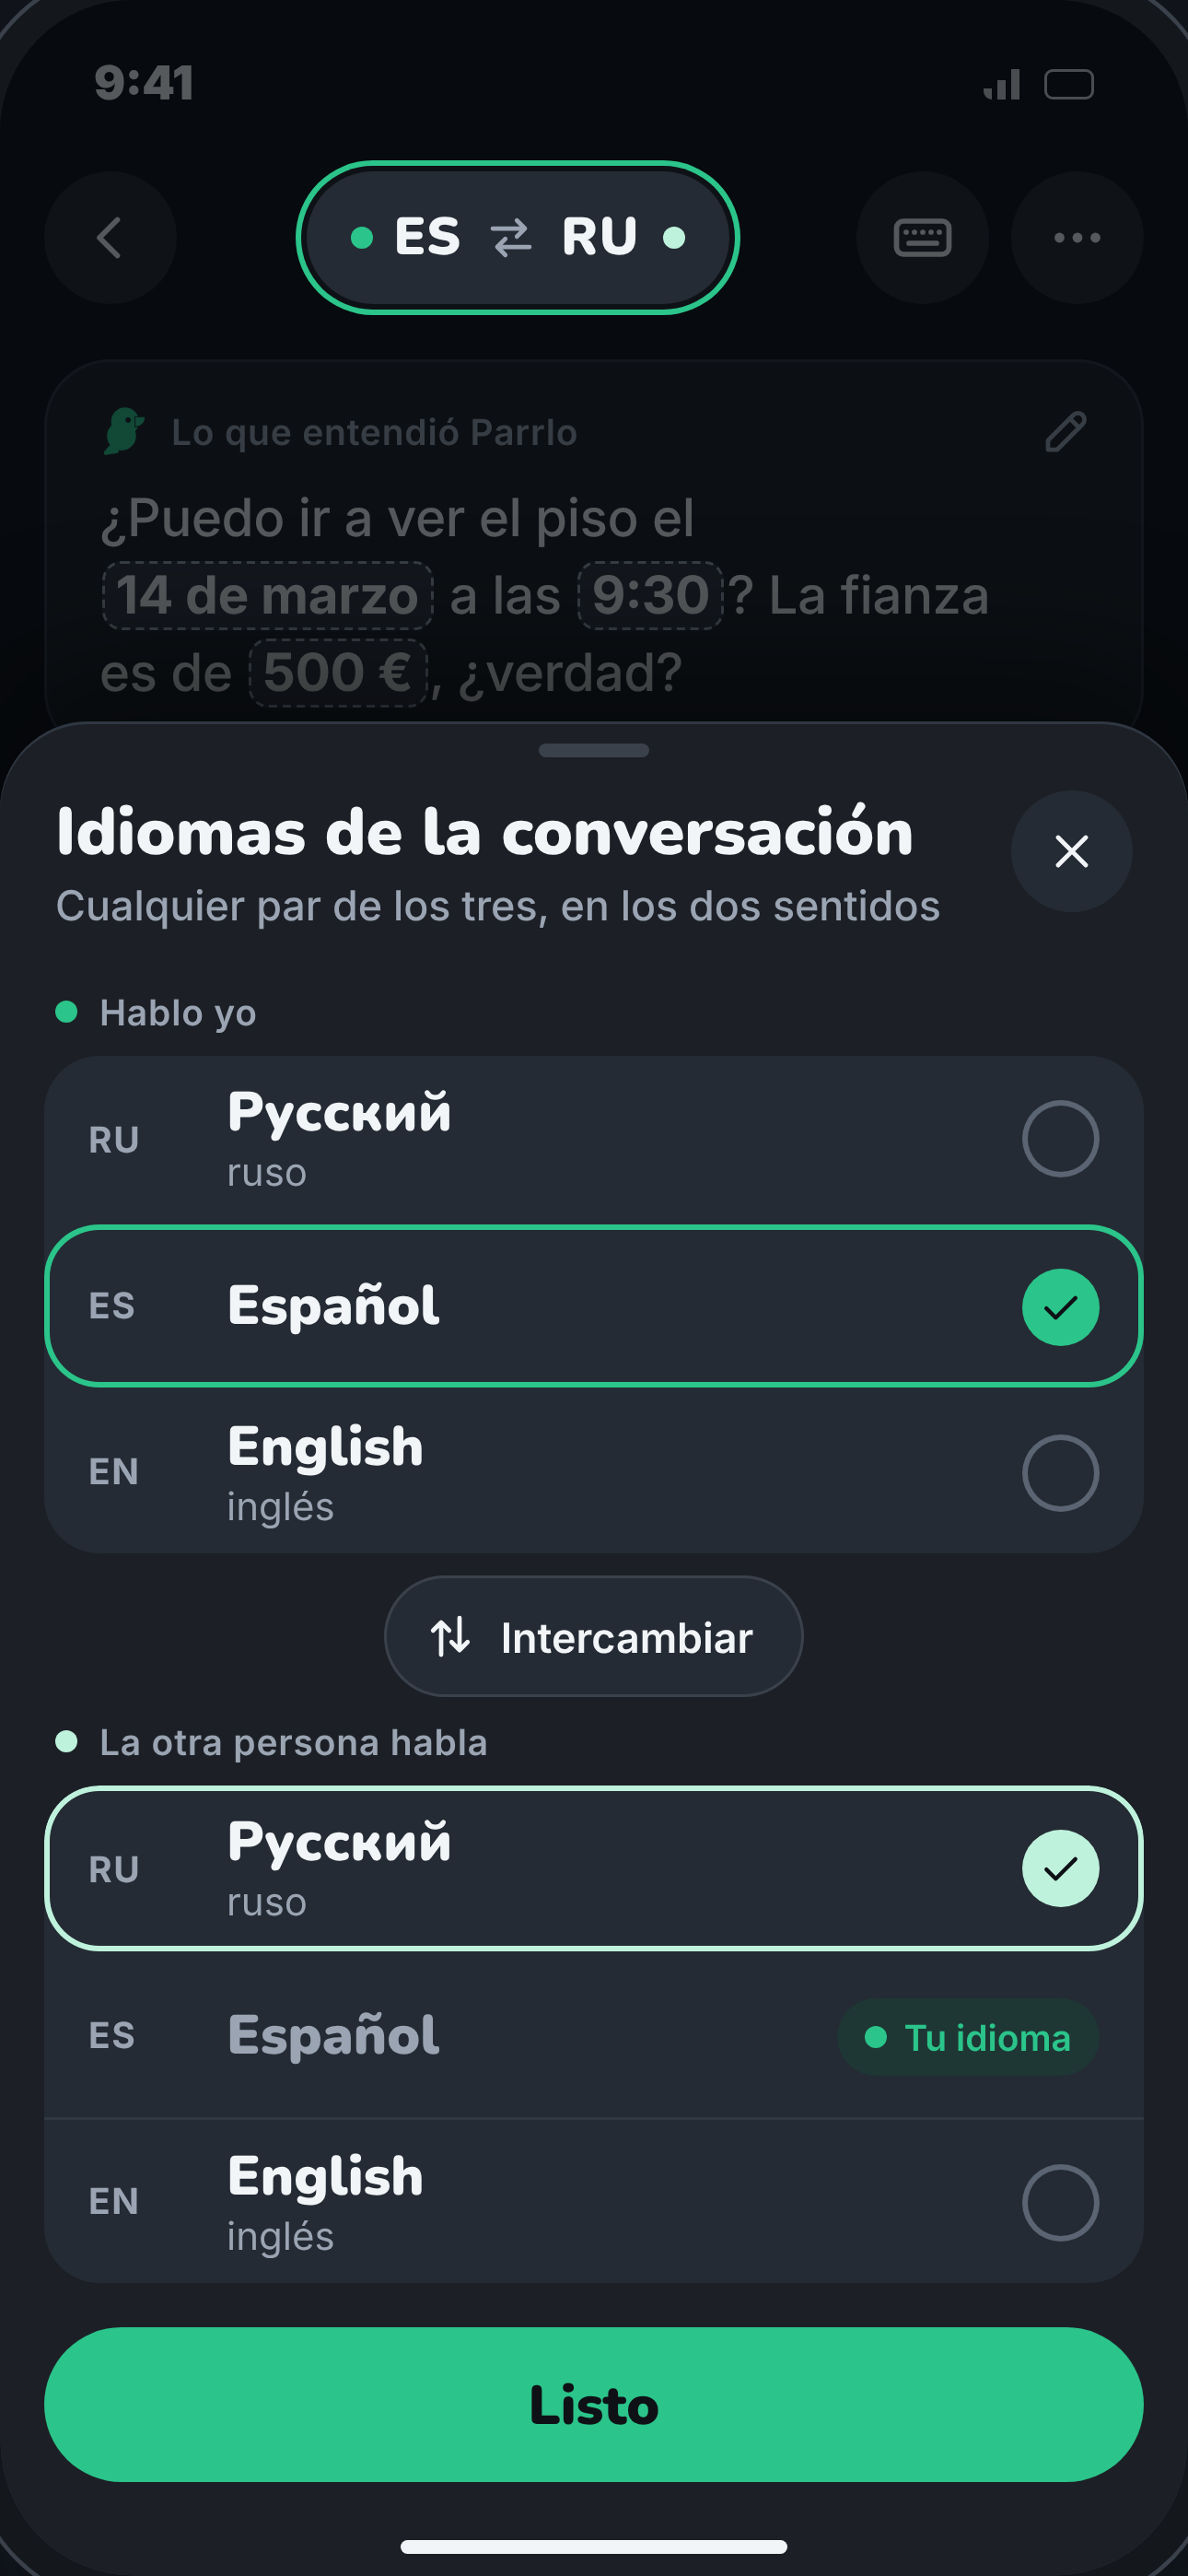 9:41
ES RU
Lo que entendió Parrlo
¿Puedo ir a ver el piso el
14 de marzo a las 9:30? La fianza
es de 500 €, ¿verdad?
Idiomas de la conversación
Cualquier par de los tres, en los dos sentidos
Hablo yo
RU
Русский
ruso
ES
Español
EN
English
inglés
Intercambiar
La otra persona habla
RU
Русский
ruso
ES
Español
Tu idioma
EN
English
inglés
Listo